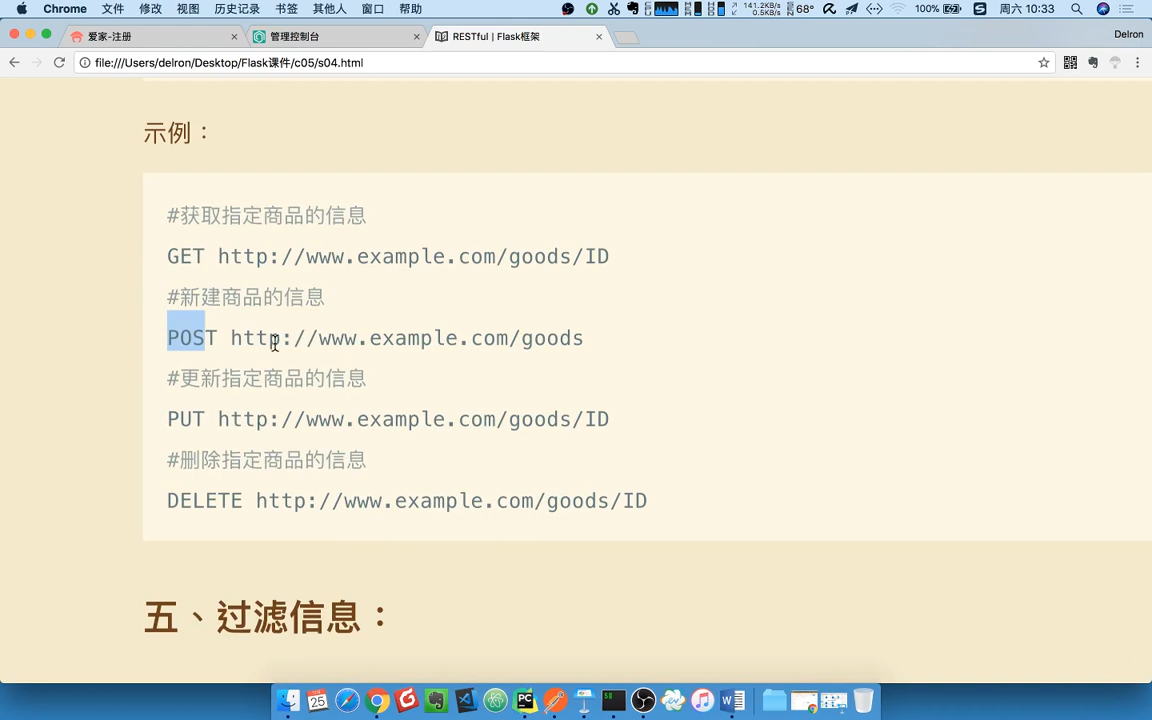 Chrome 文件 修改 视图 历史记录 书签 其他人 窗口 帮助 141.2KB/s 0.5KB/s 68° 100% 周六 10:33
爱家-注册 管理控制台 RESTful | Flask框架 Delron
file:///Users/delron/Desktop/Flask课件/c05/s04.html
示例：
#获取指定商品的信息
GET http://www.example.com/goods/ID
#新建商品的信息
POST http://www.example.com/goods
#更新指定商品的信息
PUT http://www.example.com/goods/ID
#删除指定商品的信息
DELETE http://www.example.com/goods/ID
五、过滤信息：